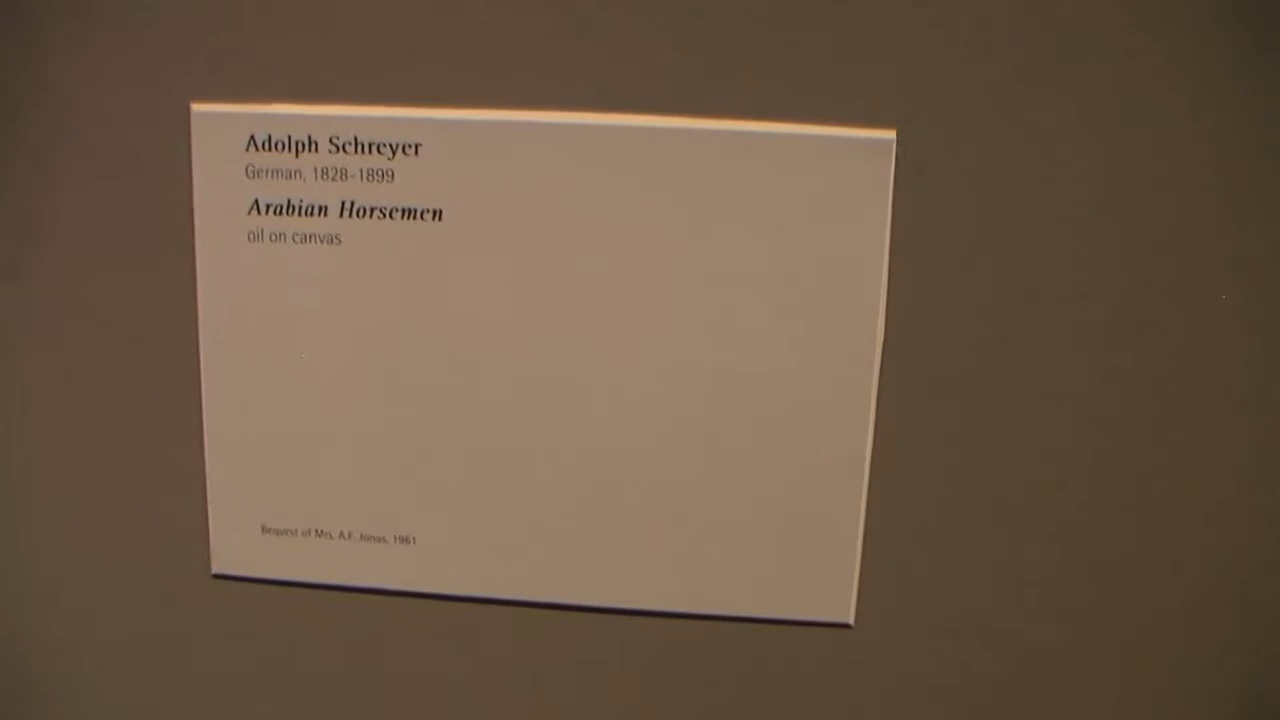 Adolph Schreyer
German, 1828-1899
Arabian Horsemen
oil on canvas
Bequest of Mrs. A.F. Jonas, 1961